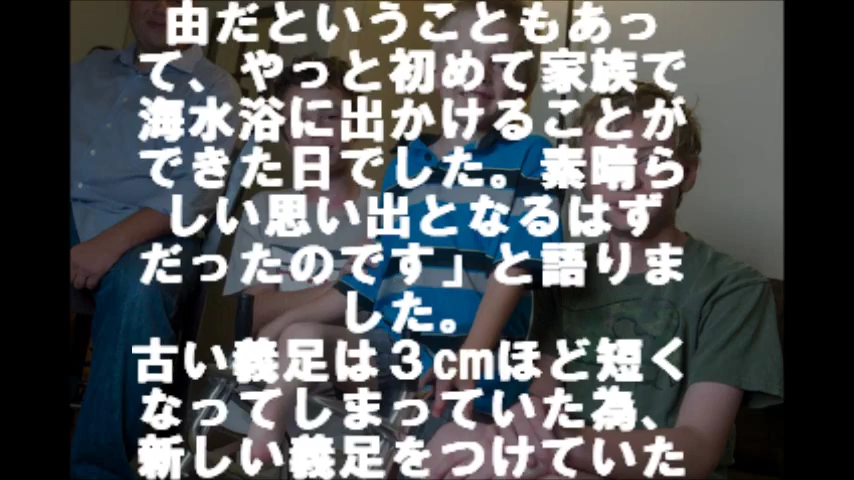 由だということもあっ
て、やっと初めて家族で
海水浴に出かけることが
できた日でした。素晴ら
しい思い出となるはず
だったのです」と語りま
した。
古い義足は３cmほど短く
なってしまっていた為、
新しい義足をつけていた